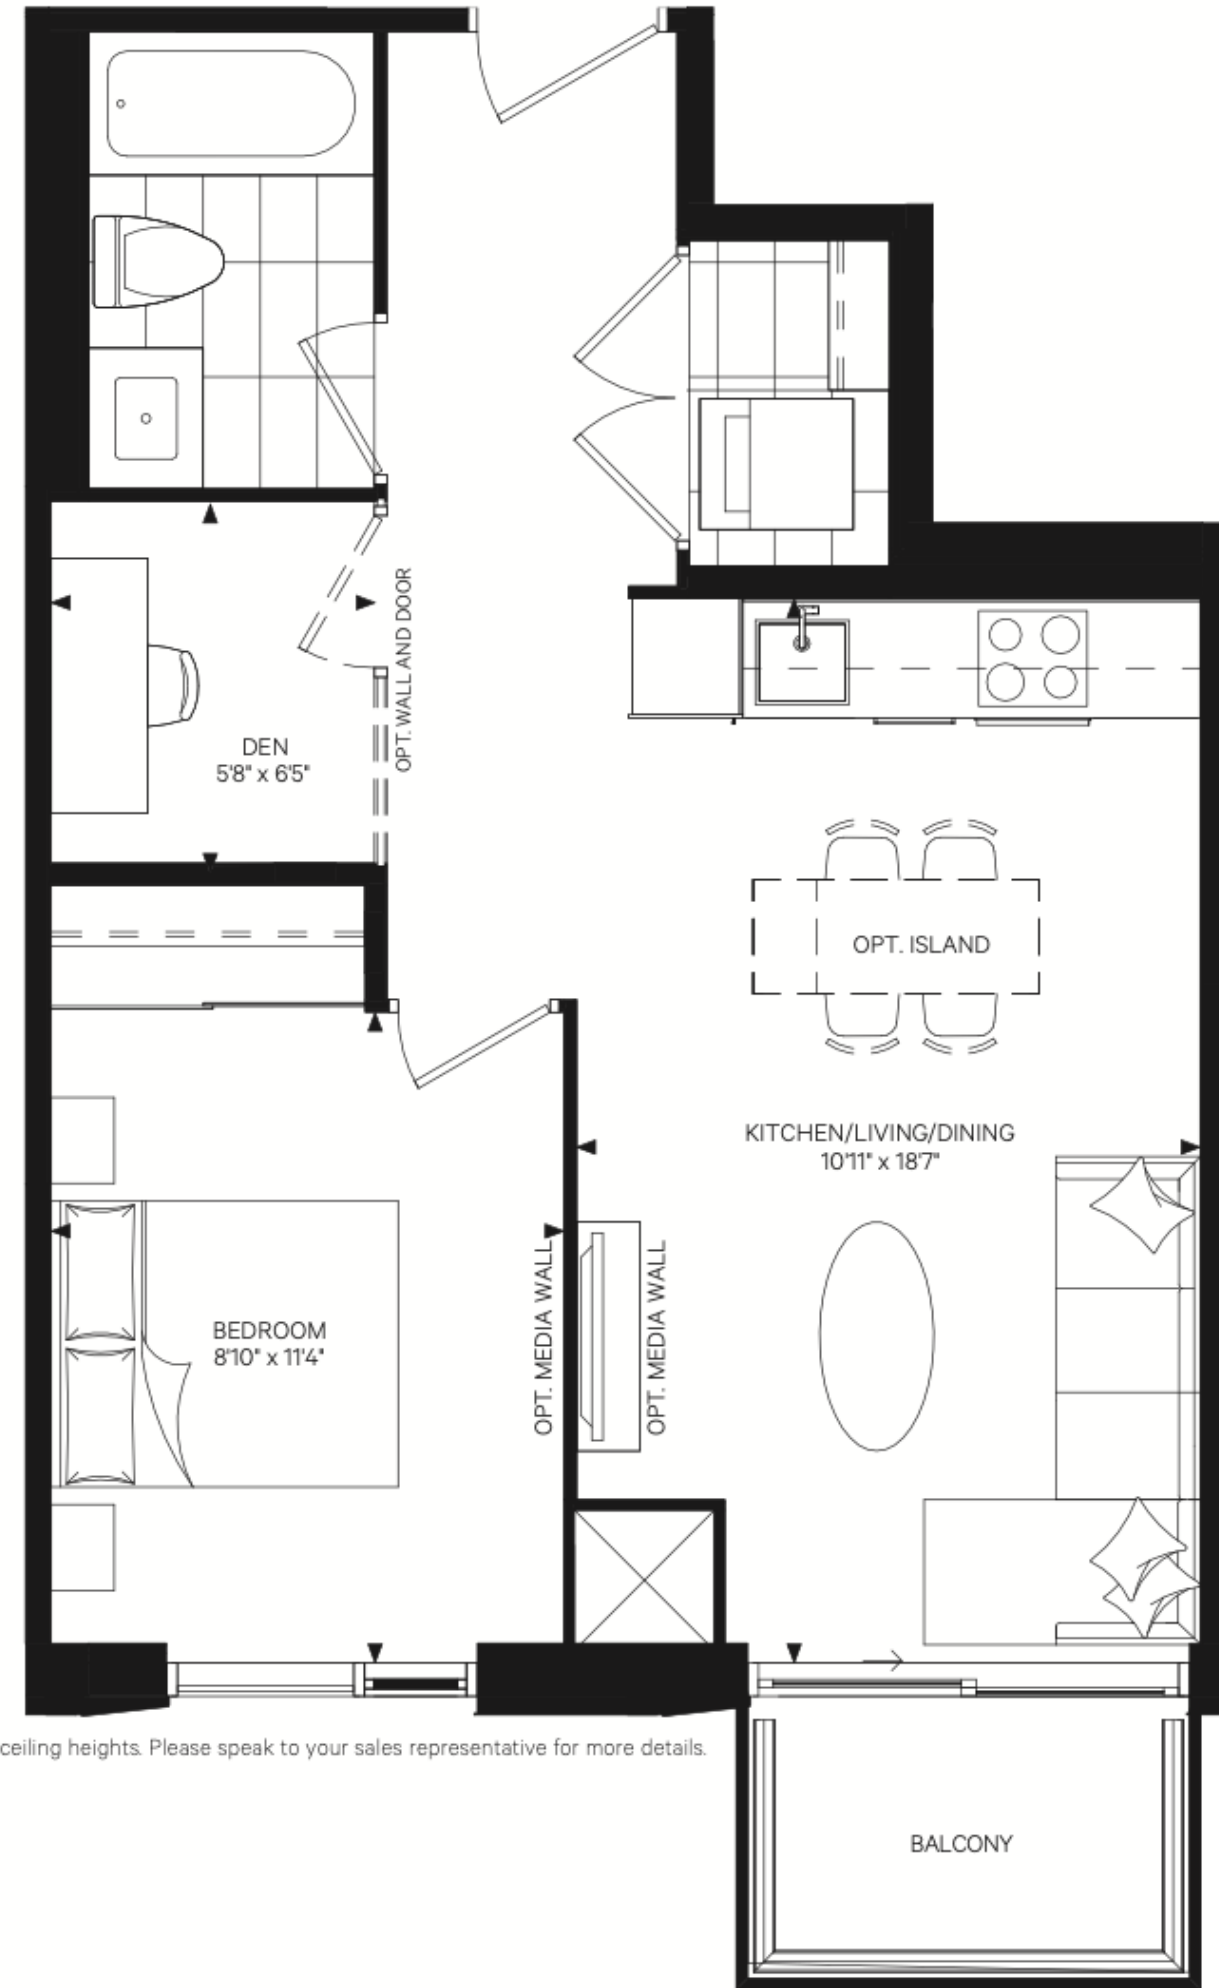 OPT. WALL AND DOOR
DEN
5'8" x 6'5"
OPT. ISLAND
KITCHEN/LIVING/DINING
10'11" x 18'7"
BEDROOM
8'10" x 11'4"
OPT. MEDIA WALL
OPT. MEDIA WALL
ceiling heights. Please speak to your sales representative for more details.
BALCONY